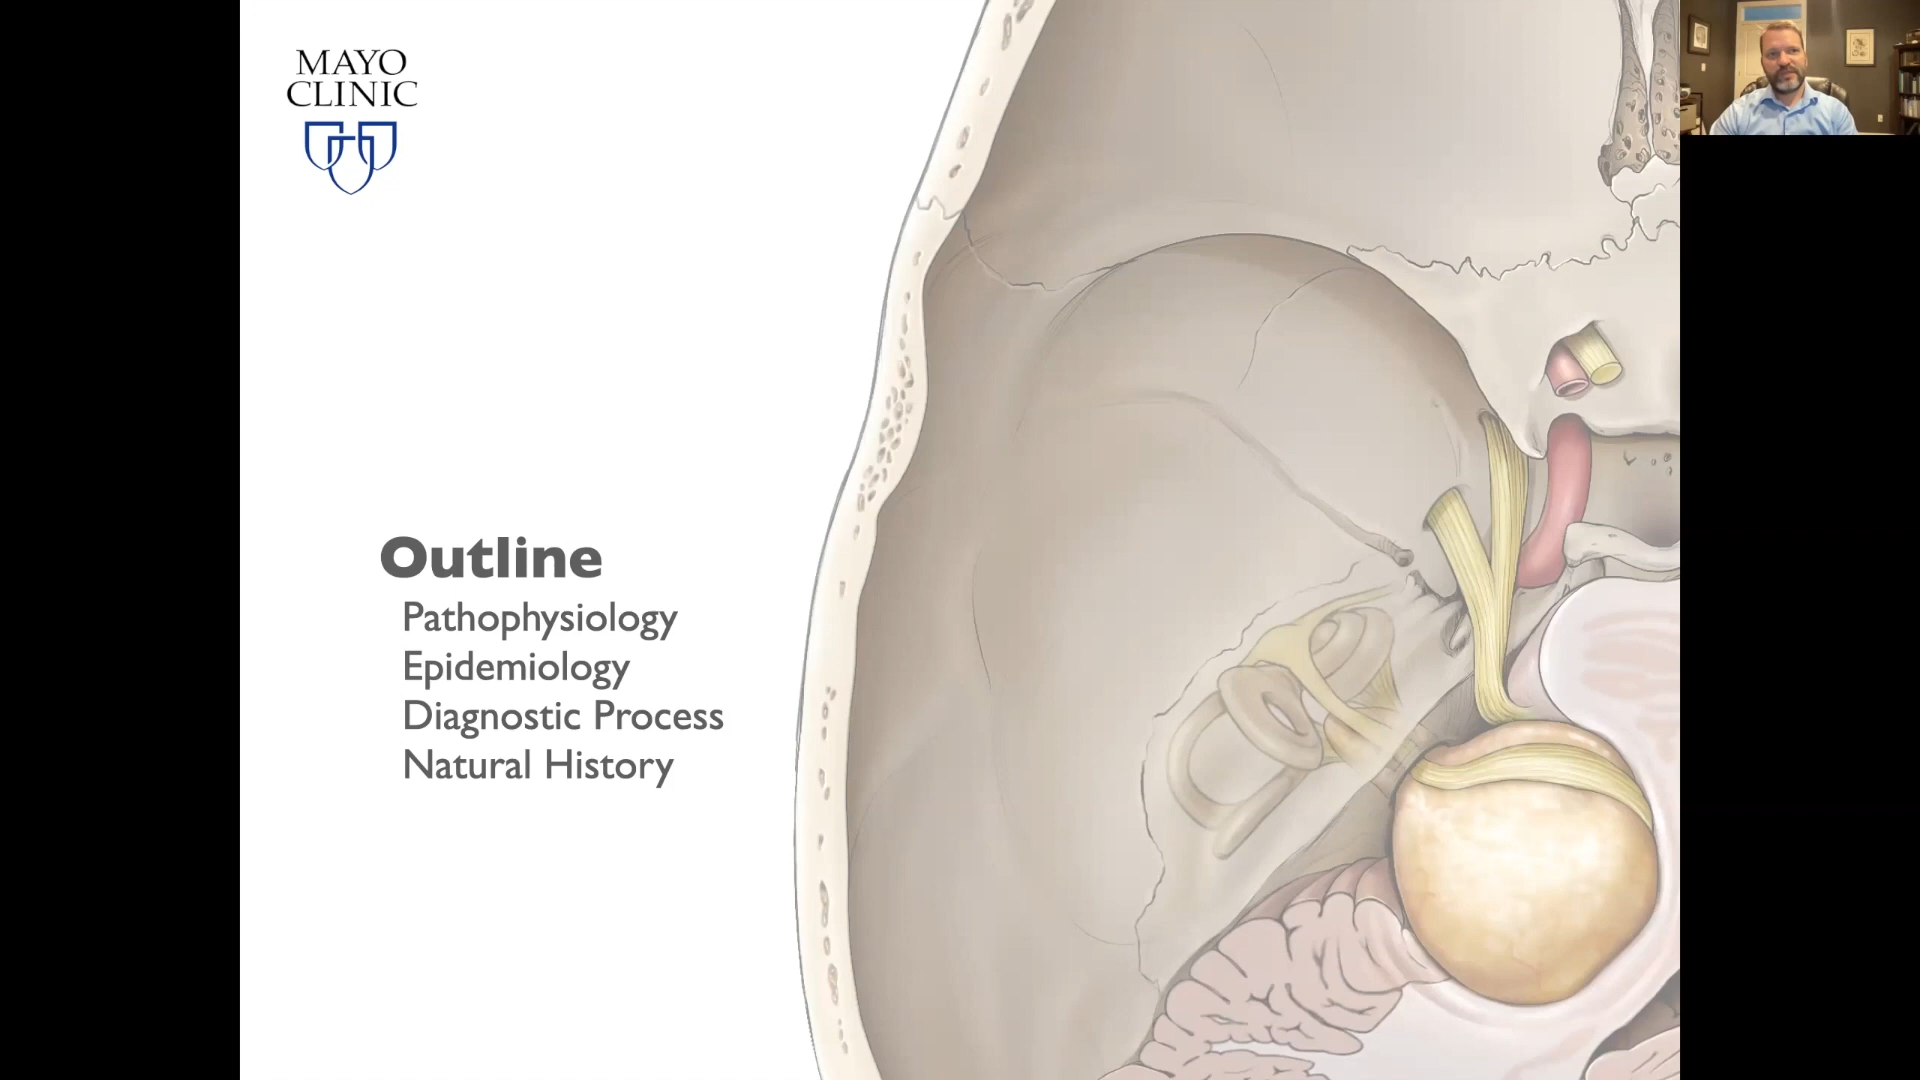 MAYO
CLINIC
Outline
Pathophysiology
Epidemiology
Diagnostic Process
Natural History